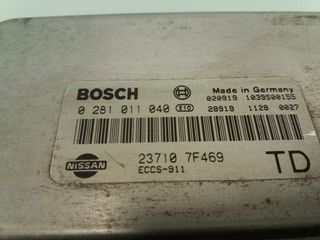 BOSCH
Made in Germany
020919 1039S00155
0 281 011 040 E10
28919 1128 0027
NISSAN
23710 7F469
ECCS-911
TD